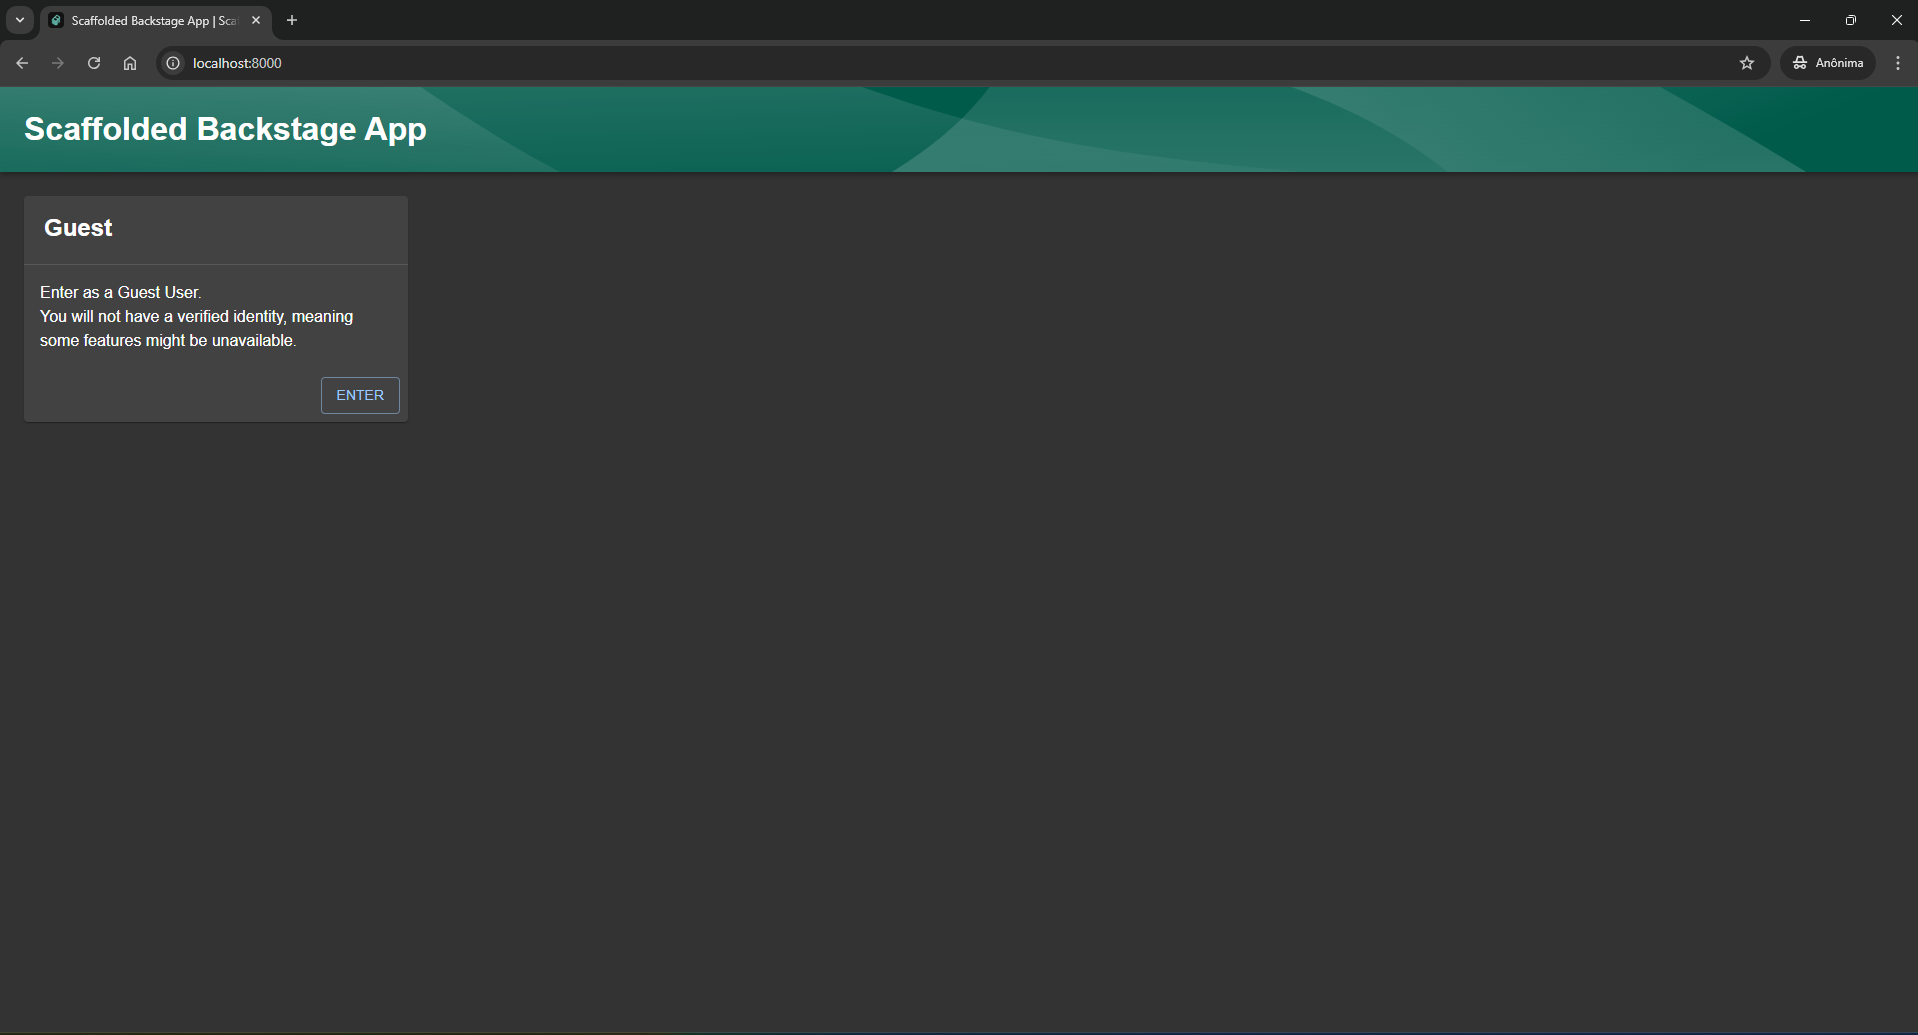 Scaffolded Backstage App | Sca
localhost:8000
Anônima
Scaffolded Backstage App
Guest
Enter as a Guest User.
You will not have a verified identity, meaning
some features might be unavailable.
ENTER